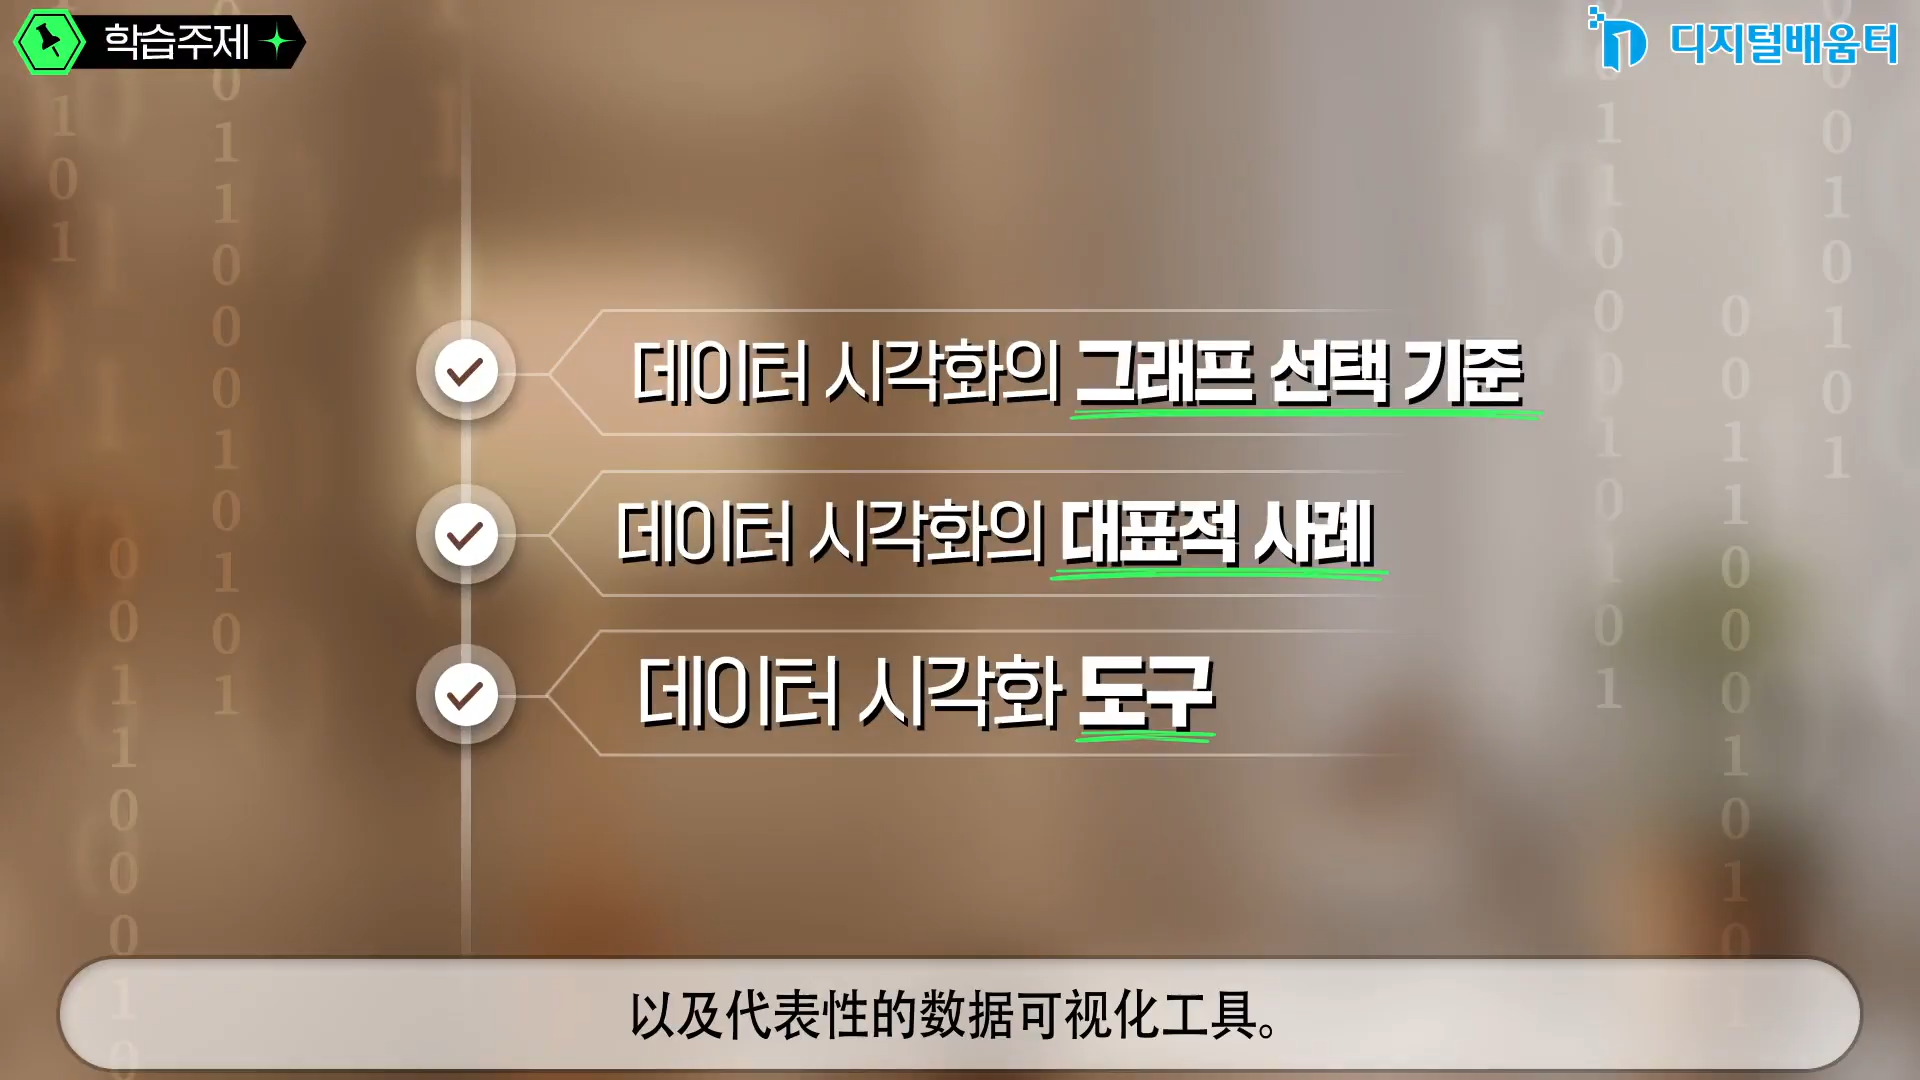 학습주제
디지털배움터
데이터 시각화의 그래프 선택 기준
데이터 시각화의 대표적 사례
데이터 시각화 도구
以及代表性的数据可视化工具。